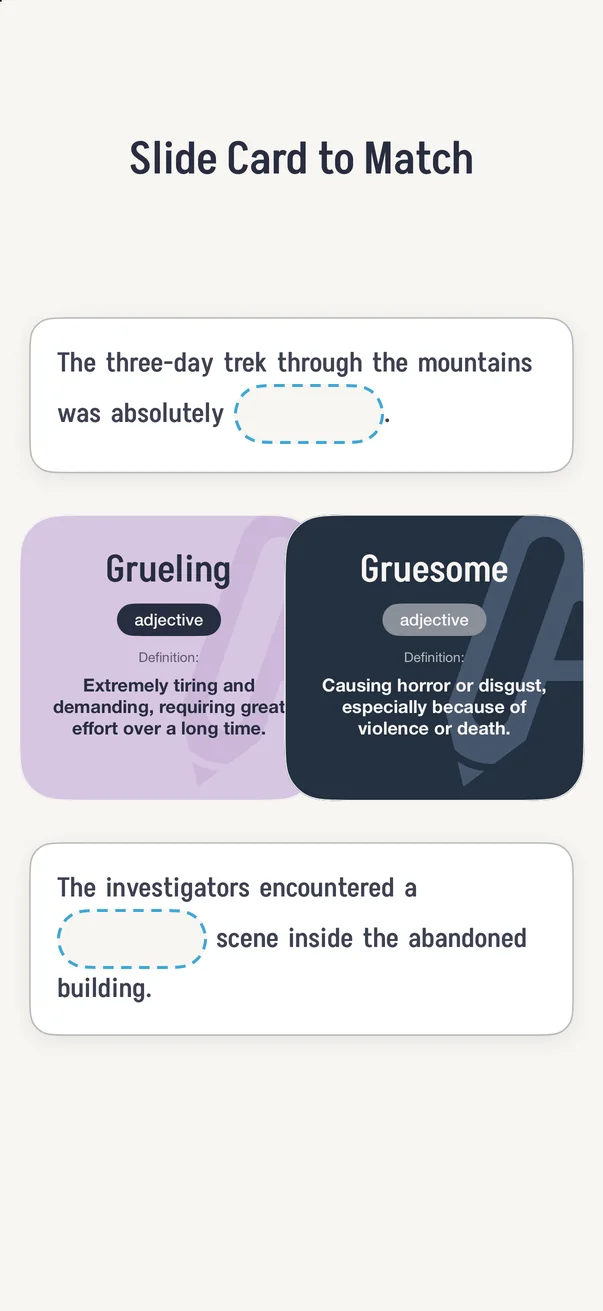 Slide Card to Match
The three-day trek through the mountains
was absolutely .
Grueling
adjective
Definition:
Extremely tiring and
demanding, requiring great
effort over a long time.
Gruesome
adjective
Definition:
Causing horror or disgust,
especially because of
violence or death.
The investigators encountered a
scene inside the abandoned
building.